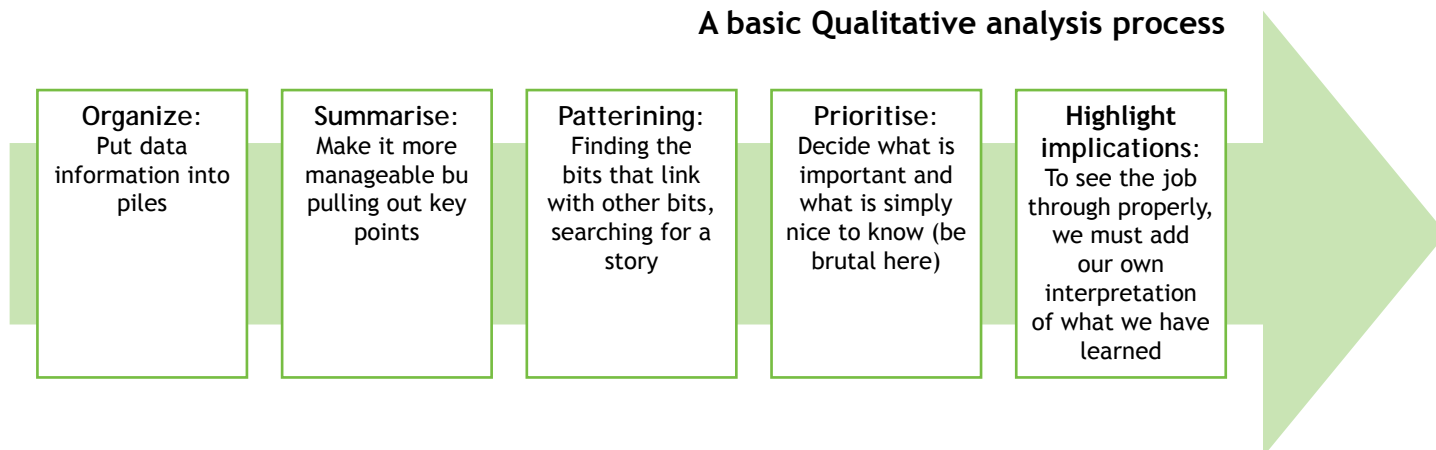 A basic Qualitative analysis process
Organize:
Put data
information into
piles
Summarise:
Make it more
manageable bu
pulling out key
points
Patterining:
Finding the
bits that link
with other bits,
searching for a
story
Prioritise:
Decide what is
important and
what is simply
nice to know (be
brutal here)
Highlight
implications:
To see the job
through properly,
we must add
our own
interpretation
of what we have
learned